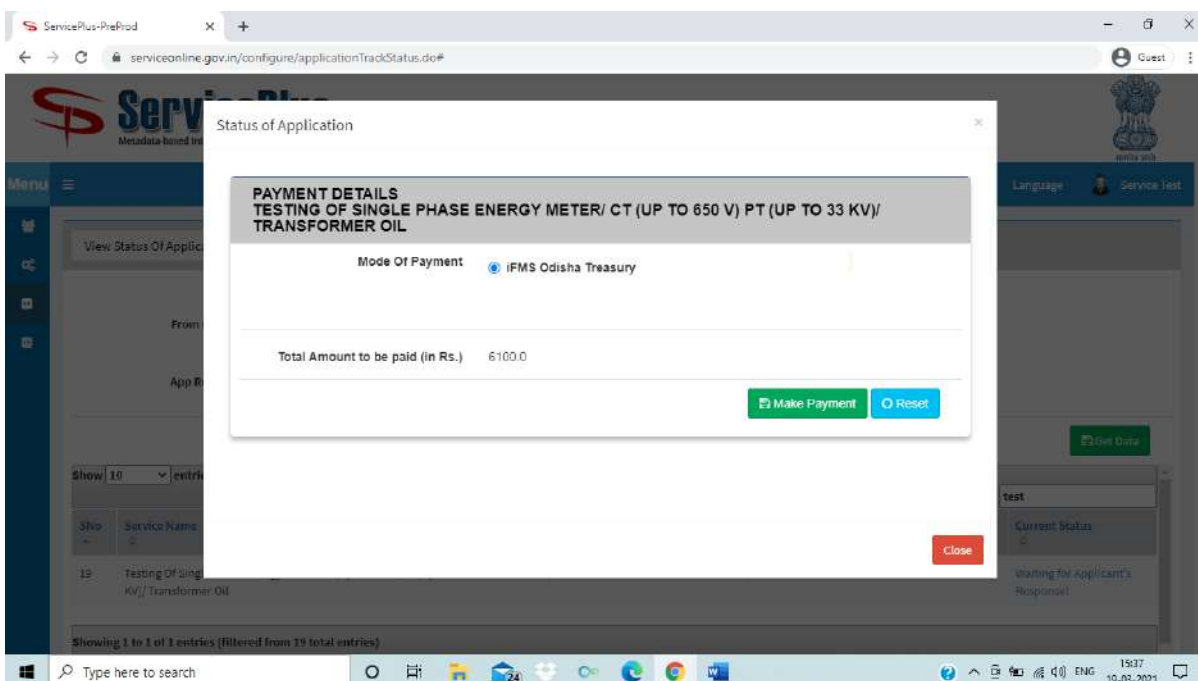 ServicePlus-PreProd
serviceonline.gov.in/configure/applicationTrackStatus.do#
Guest
Status of Application
Menu
Language
Service Test
PAYMENT DETAILS
TESTING OF SINGLE PHASE ENERGY METER/ CT (UP TO 650 V) PT (UP TO 33 KV)/
TRANSFORMER OIL
View Status Of Applic
Mode Of Payment
iFMS Odisha Treasury
From
Total Amount to be paid (in Rs.)
6100.0
App R
Make Payment
Reset
Get Data
Show 10 entri
test
SNo
Service Name
Current Status
Close
19
Testing Of Sing
Waiting for Applicant's
KV)/ Transformer Oil
Response
Showing 1 to 1 of 1 entries (filtered from 19 total entries)
Type here to search
24
ENG
15:37